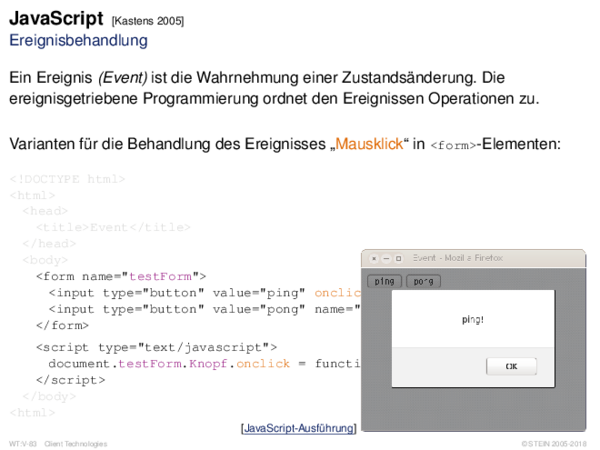 JavaScript [Kastens 2005]
Ereignisbehandlung
Ein Ereignis (Event) ist die Wahrnehmung einer Zustandsänderung. Die
ereignisgetriebene Programmierung ordnet den Ereignissen Operationen zu.
Varianten für die Behandlung des Ereignisses „Mausklick“ in <form>-Elementen:
<!DOCTYPE html>
<html>
<head>
<title>Event</title>
</head>
<body>
<form name="testForm">
<input type="button" value="ping" onclic
<input type="button" value="pong" name="
</form>
<script type="text/javascript">
document.testForm.Knopf.onclick = functi
</script>
</body>
</html>
Event - Mozilla Firefox
ping pong
ping!
OK
[JavaScript-Ausführung]
WT:V-83 Client Technologies © STEIN 2005-2018